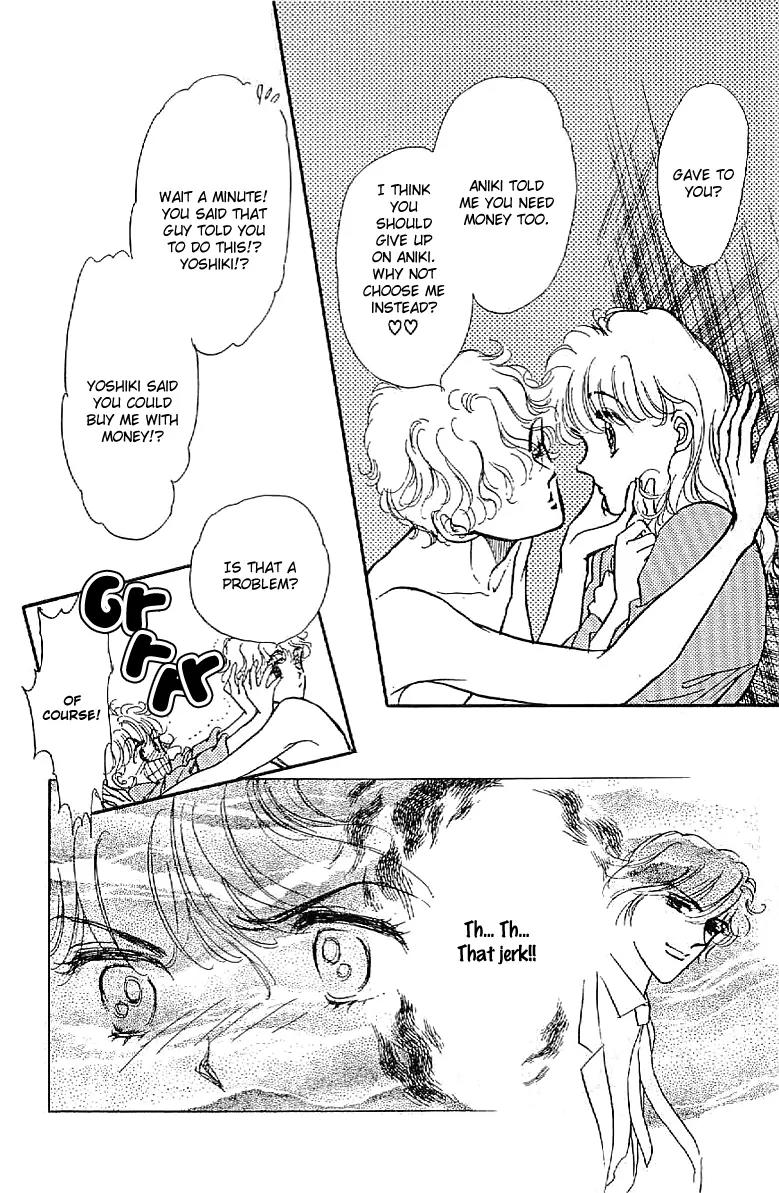 GAVE TO
YOU?
ANIKI TOLD
ME YOU NEED
MONEY TOO.
I THINK
YOU
SHOULD
GIVE UP
ON ANIKI.
WHY NOT
CHOOSE ME
INSTEAD?
♡♡
WAIT A MINUTE!
YOU SAID THAT
GUY TOLD YOU
TO DO THIS!?
YOSHIKI!?
YOSHIKI SAID
YOU COULD
BUY ME WITH
MONEY!?
IS THAT A
PROBLEM?
Gr
r
rr
OF
COURSE!
Th... Th...
That jerk!!